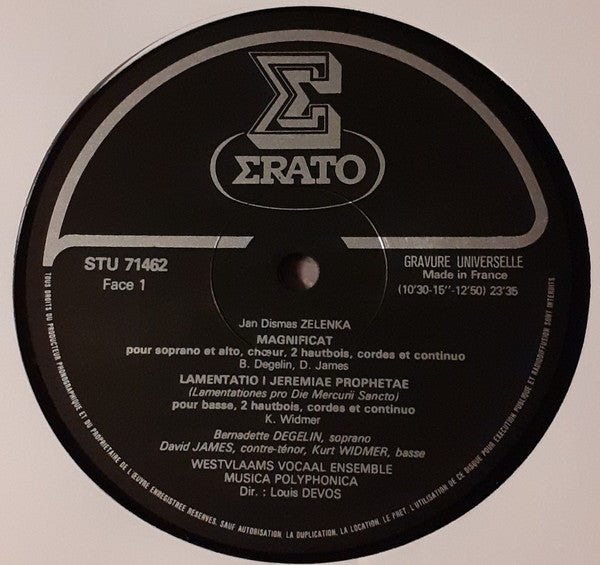 Σ
ΣRATO
STU 71462
Face 1
GRAVURE UNIVERSELLE
Made in France
(10'30-15''-12'50) 23'35
Jan Dismas ZELENKA
MAGNIFICAT
pour soprano et alto, chœur, 2 hautbois, cordes et continuo
B. Degelin, D. James
LAMENTATIO I JEREMIAE PROPHETAE
(Lamentationes pro Die Mercurii Sancto)
pour basse, 2 hautbois, cordes et continuo
K. Widmer
Bernadette DEGELIN, soprano
David JAMES, contre-ténor, Kurt WIDMER, basse
WESTVLAAMS VOCAAL ENSEMBLE
MUSICA POLYPHONICA
Dir. : Louis DEVOS
TOUS DROITS DU PRODUCTEUR PHONOGRAPHIQUE ET DU PROPRIETAIRE DE L'ŒUVRE ENREGISTREE RESERVES. SAUF AUTORISATION, LA DUPLICATION, LA LOCATION, LE PRET, L'UTILISATION DE CE DISQUE POUR EXECUTION PUBLIQUE ET RADIODIFFUSION SONT INTERDITS